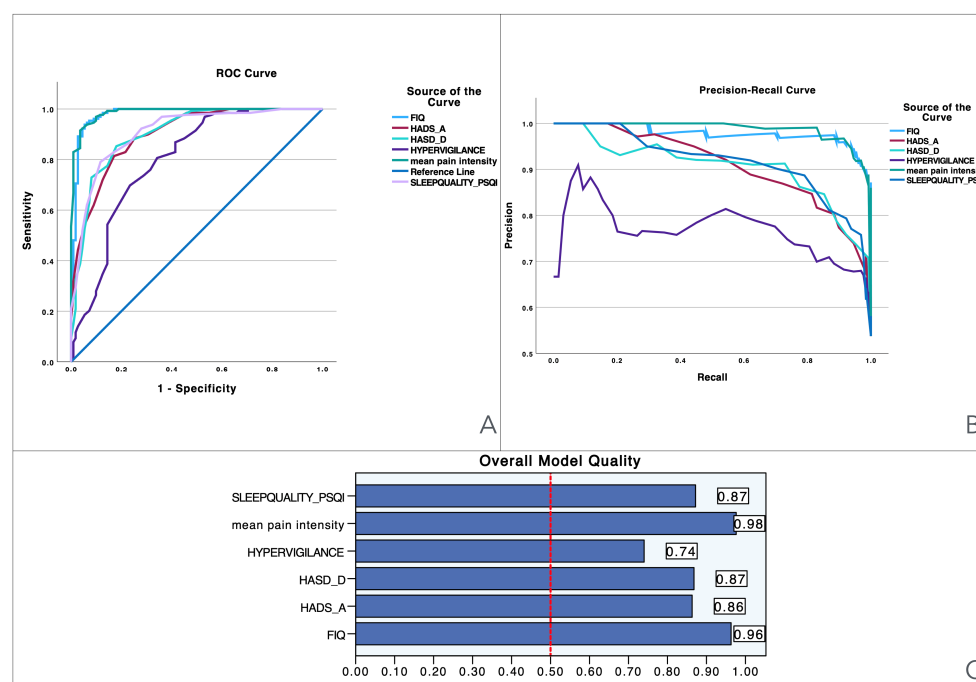 ROC Curve
Sensitivity
1.0
0.8
0.6
0.4
0.2
0.0
0.0 0.2 0.4 0.6 0.8 1.0
1 - Specificity
Source of the
Curve
FIQ
HADS_A
HASD_D
HYPERVIGILANCE
mean pain intensity
Reference Line
SLEEPQUALITY_PSQI
A
Precision-Recall Curve
Precision
1.0
0.9
0.8
0.7
0.6
0.5
0.0 0.2 0.4 0.6 0.8 1.0
Recall
Source of the
Curve
FIQ
HADS_A
HASD_D
HYPERVIGILANCE
mean pain intens
SLEEPQUALITY_PS
B
Overall Model Quality
SLEEPQUALITY_PSQI 0.87
mean pain intensity 0.98
HYPERVIGILANCE 0.74
HASD_D 0.87
HADS_A 0.86
FIQ 0.96
0.00 0.10 0.20 0.30 0.40 0.50 0.60 0.70 0.80 0.90 1.00
C